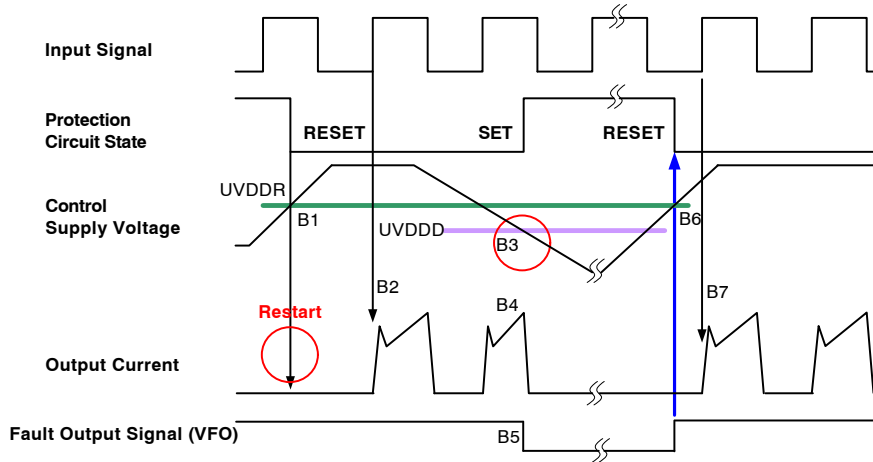 Input Signal
Protection
Circuit State
RESET
SET
RESET
UVDDR
Control
Supply Voltage
B1
UVDDD
B3
B6
B2
B7
Restart
B4
Output Current
Fault Output Signal (VFO)
B5